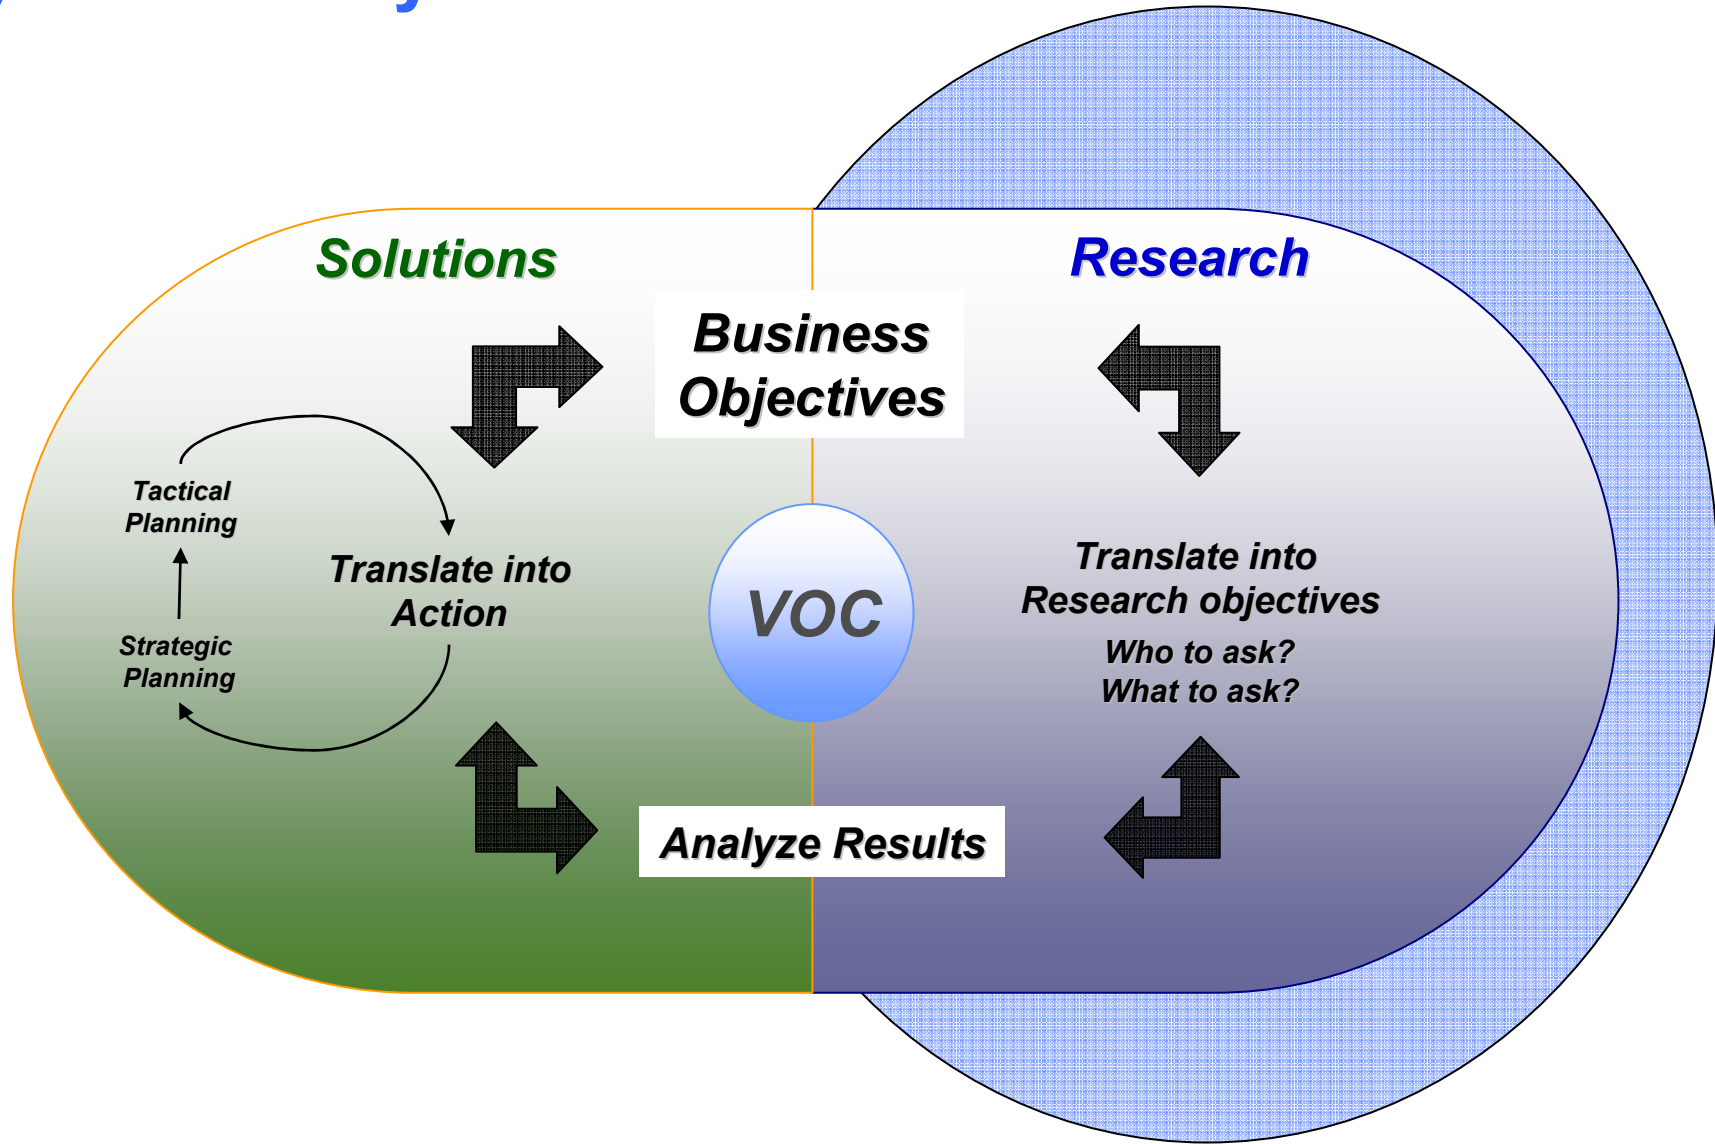 Solutions
Research
Business
Objectives
Tactical
Planning
Translate into
Action
Strategic
Planning
VOC
Translate into
Research objectives
Who to ask?
What to ask?
Analyze Results